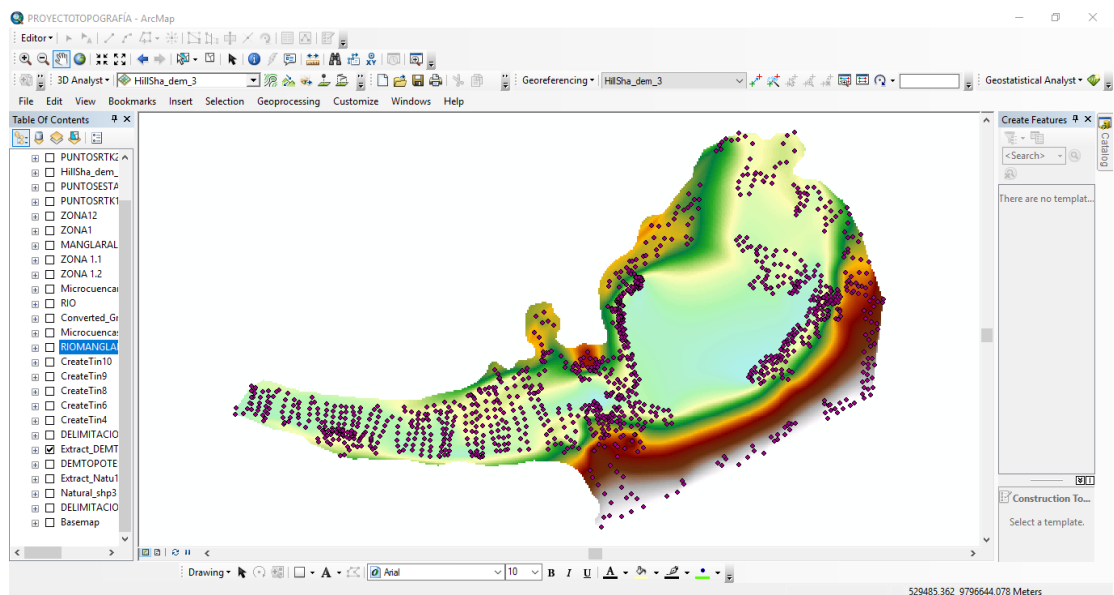 PROYECTOTOPOGRAFÍA - ArcMap
Editor
3D Analyst HillSha_dem_3 Georeferencing HillSha_dem_3 Geostatistical Analyst
File Edit View Bookmarks Insert Selection Geoprocessing Customize Windows Help
Table Of Contents
PUNTOSRTK2
HillSha_dem_
PUNTOSESTA
PUNTOSRTK1
ZONA12
ZONA1
MANGLARAL
ZONA 1.1
ZONA 1.2
Microcuencar
RIO
Converted_Gr
Microcuencas
RIOMANGLAR
CreateTin10
CreateTin9
CreateTin8
CreateTin6
CreateTin4
DELIMITACIO
Extract_DEMT
DEMTOPOTE
Extract_Natu1
Natural_shp3
DELIMITACIO
Basemap
Create Features
<Search>
There are no templat...
Construction To...
Select a template.
Catalog
Drawing A Arial 10 B I U A
529485.362 9796644.078 Meters